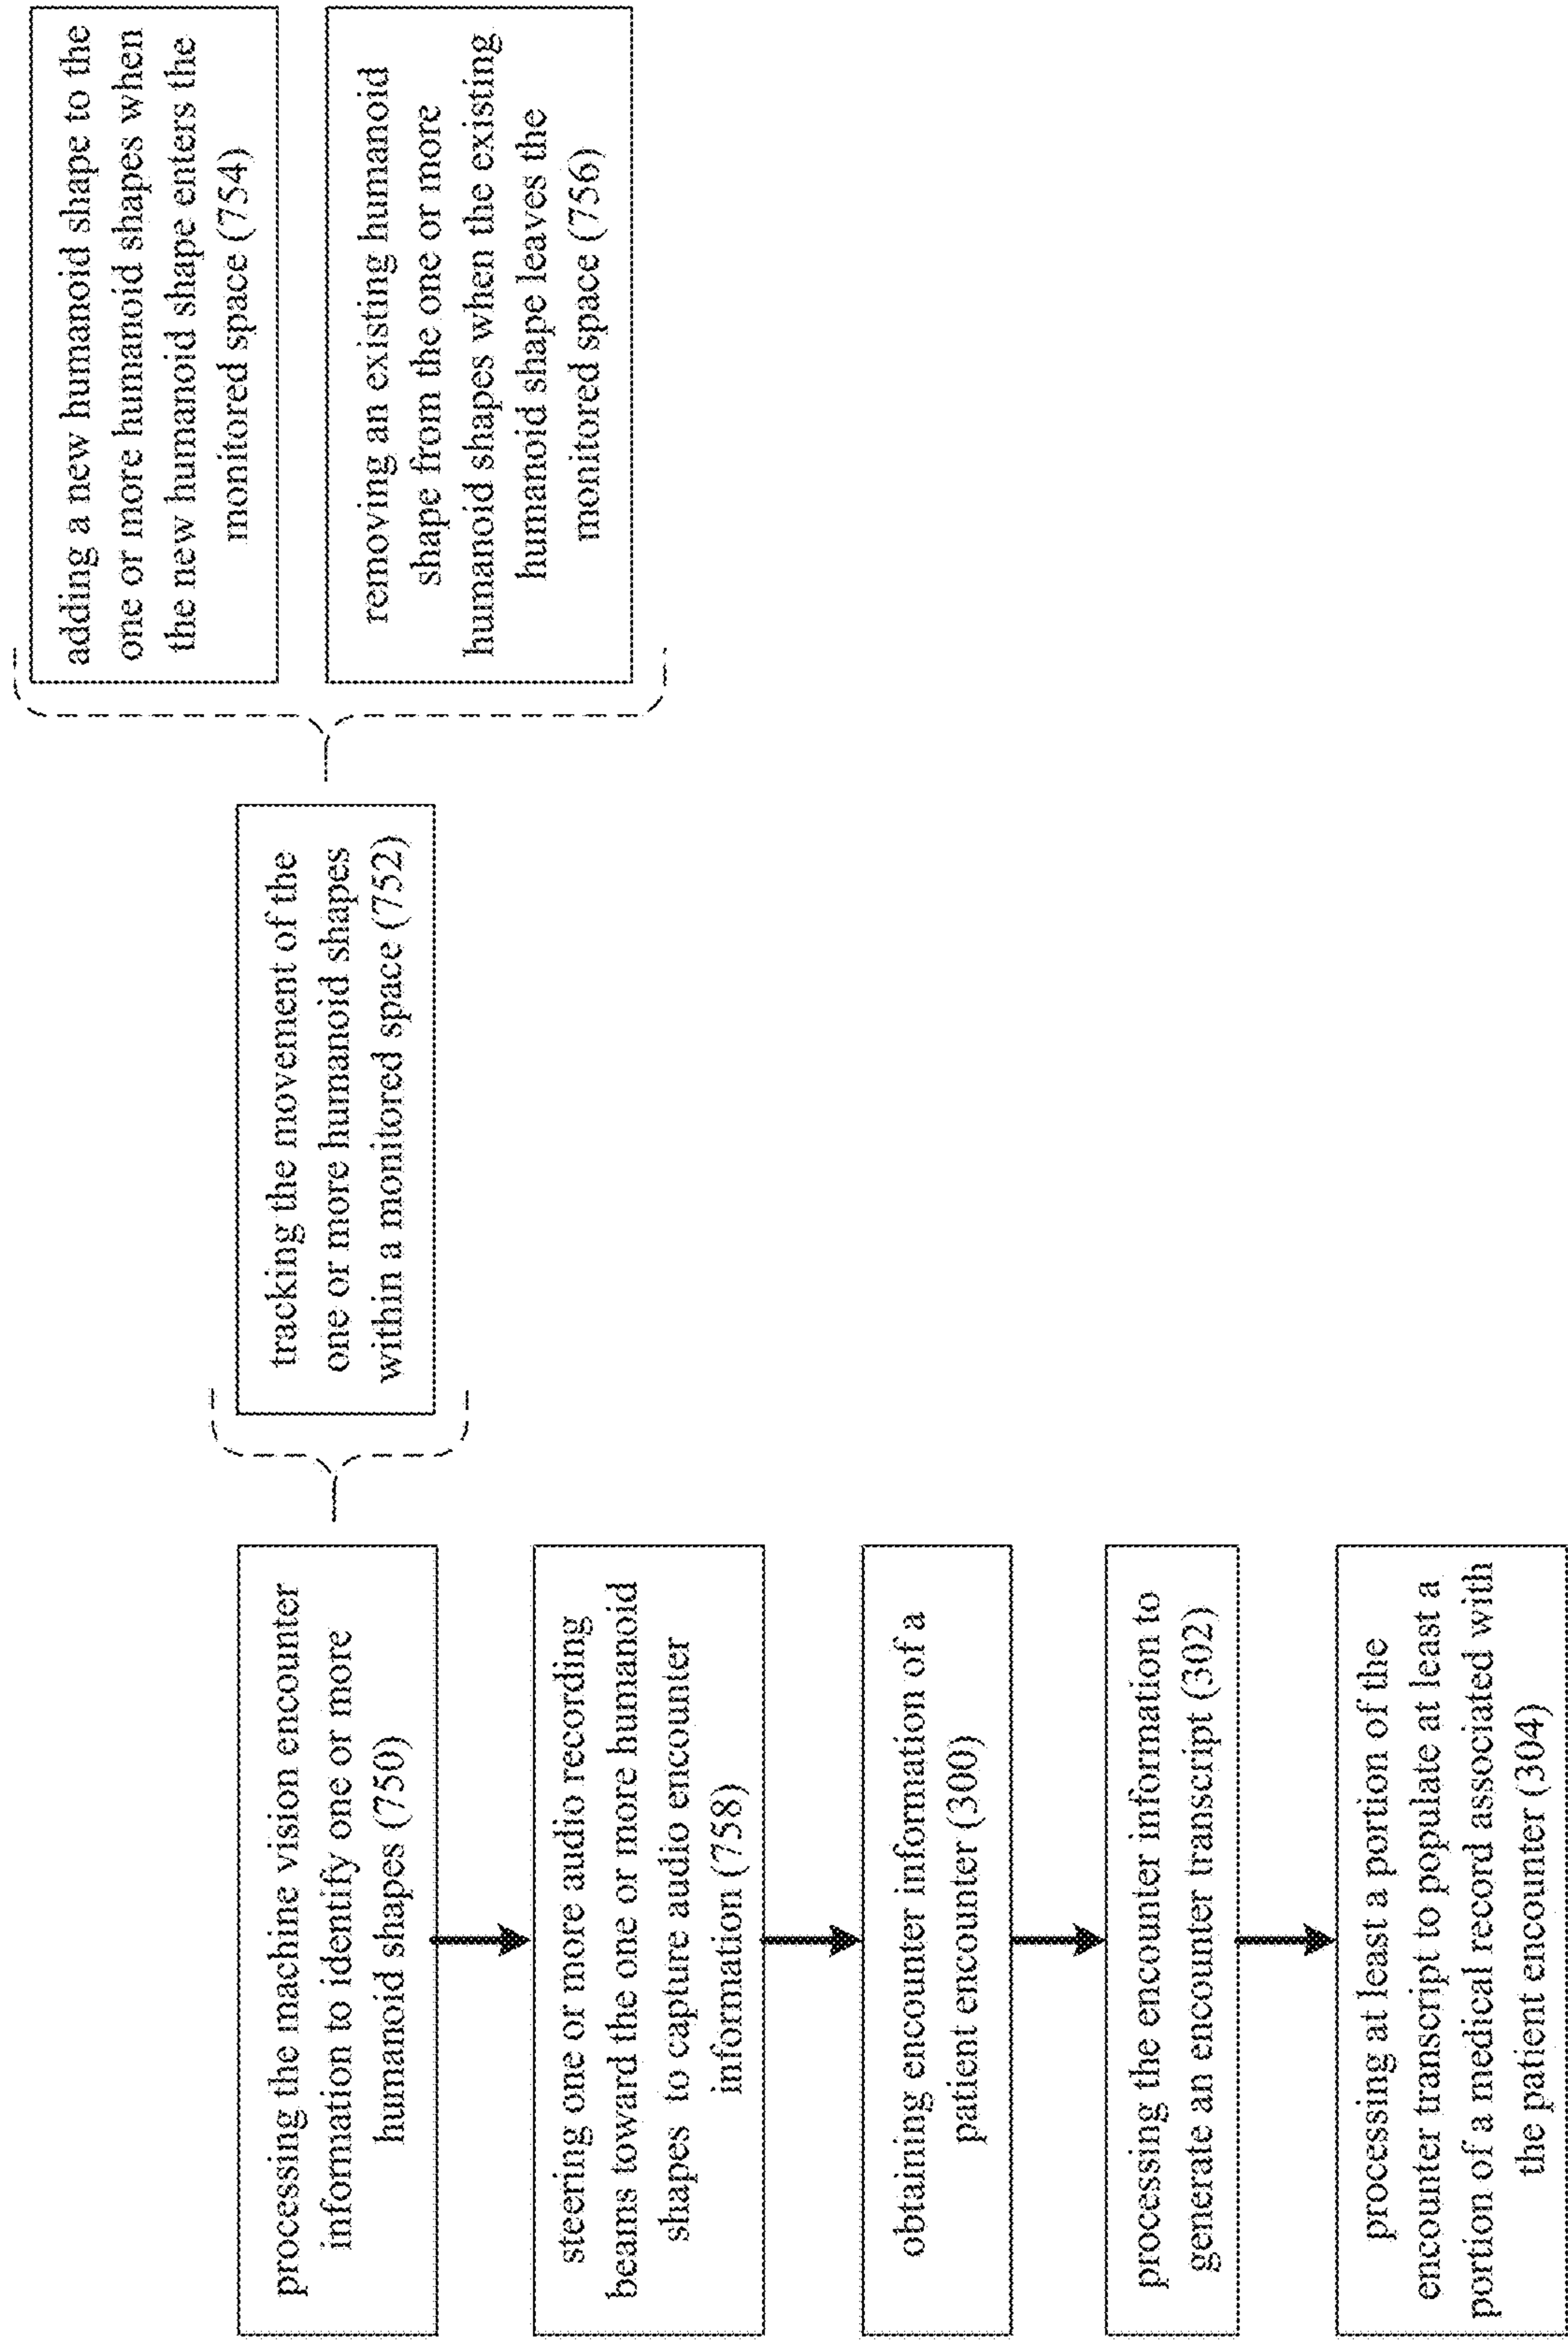 processing the machine vision encounter
information to identify one or more
humanoid shapes (750)
tracking the movement of the
one or more humanoid shapes
within a monitored space (752)
adding a new humanoid shape to the
one or more humanoid shapes when
the new humanoid shape enters the
monitored space (754)
removing an existing humanoid
shape from the one or more
humanoid shapes when the existing
humanoid shape leaves the
monitored space (756)
steering one or more audio recording
beams toward the one or more humanoid
shapes to capture audio encounter
information (758)
obtaining encounter information of a
patient encounter (300)
processing the encounter information to
generate an encounter transcript (302)
processing at least a portion of the
encounter transcript to populate at least a
portion of a medical record associated with
the patient encounter (304)